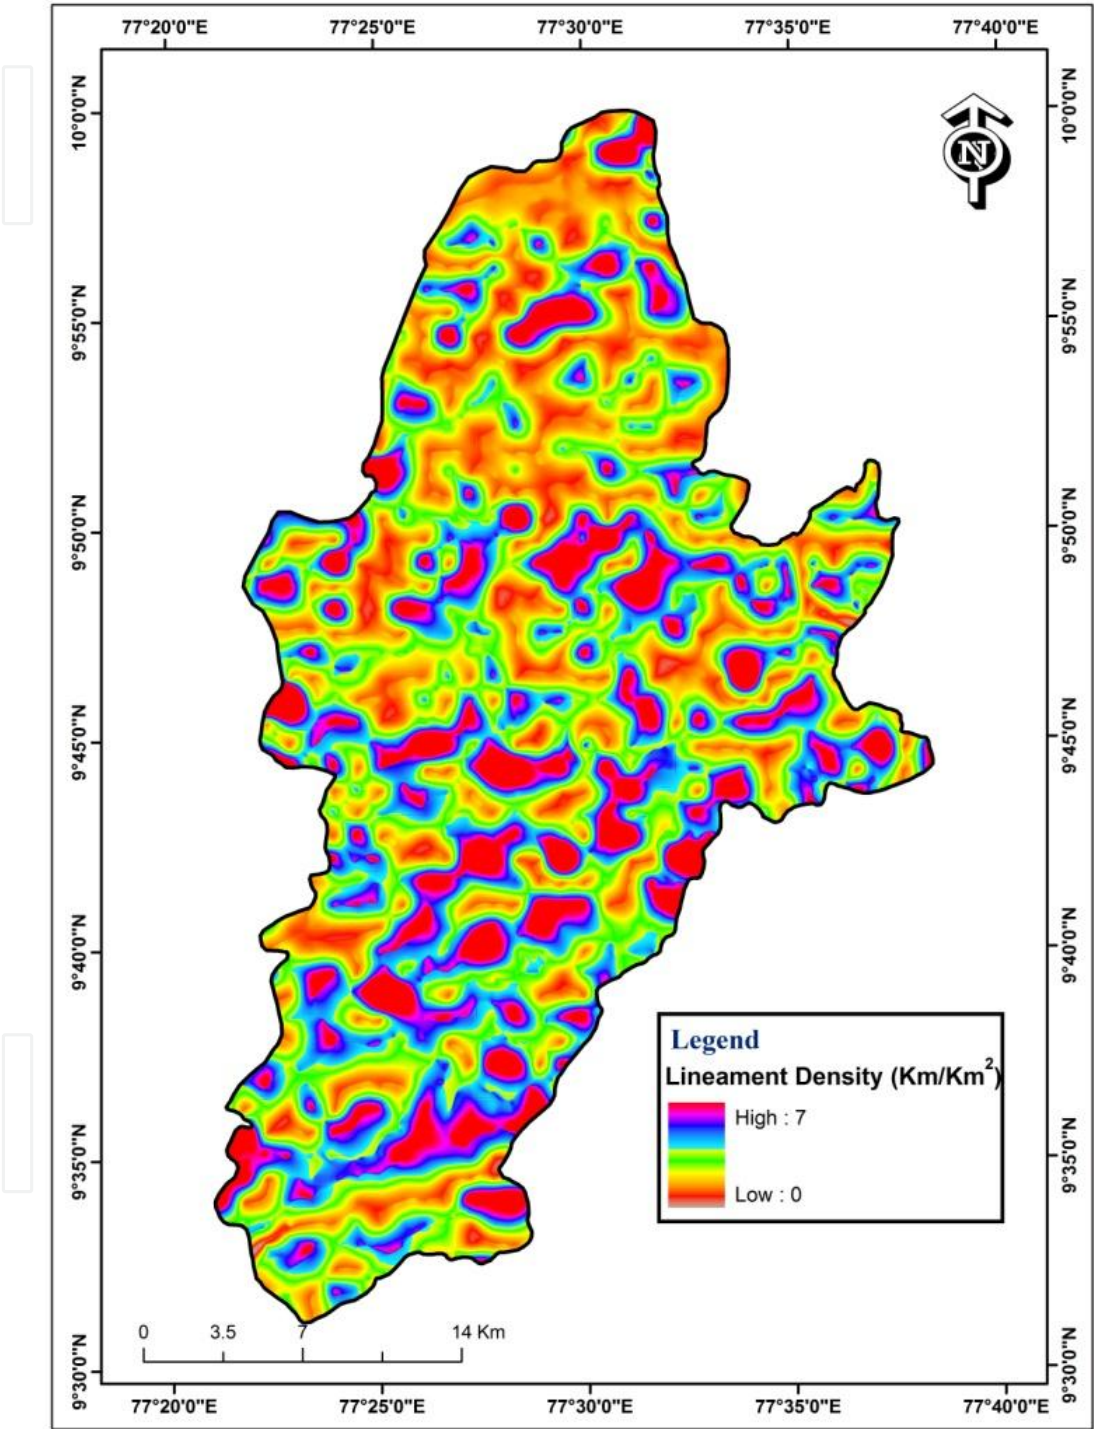 77°20'0"E 77°25'0"E 77°30'0"E 77°35'0"E 77°40'0"E
10°0'0"N 10°0'0"N
N
9°55'0"N 9°55'0"N
9°50'0"N 9°50'0"N
9°45'0"N 9°45'0"N
9°40'0"N 9°40'0"N
Legend
Lineament Density (Km/Km²)
High : 7
Low : 0
9°35'0"N 9°35'0"N
0 3.5 7 14 Km
9°30'0"N 9°30'0"N
77°20'0"E 77°25'0"E 77°30'0"E 77°35'0"E 77°40'0"E